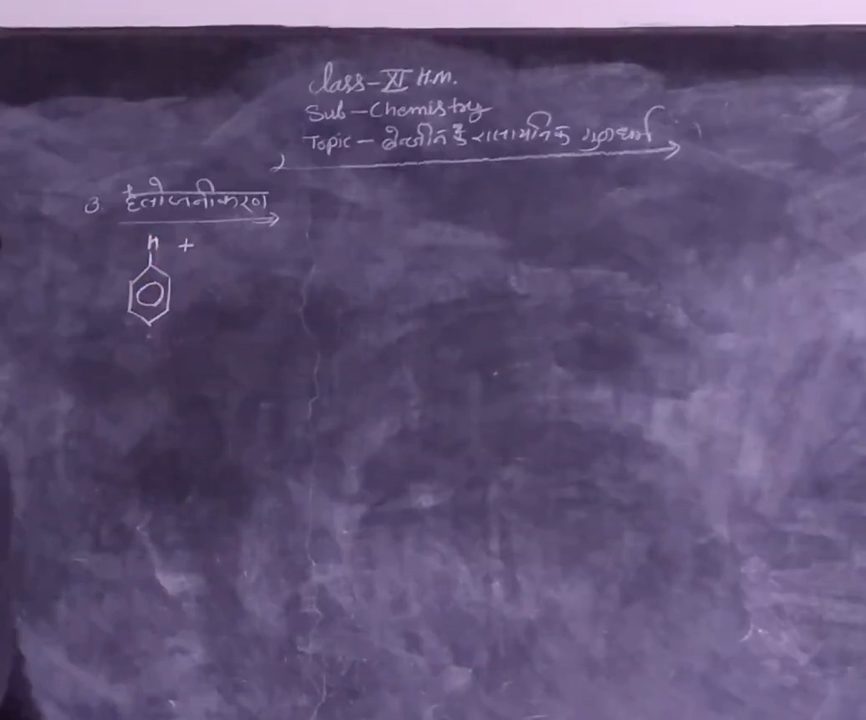 Class-XI H.M.
Sub-Chemistry
Topic - बेन्जीन के रासायनिक गुणधर्म
3. हैलोजनीकरण
H +